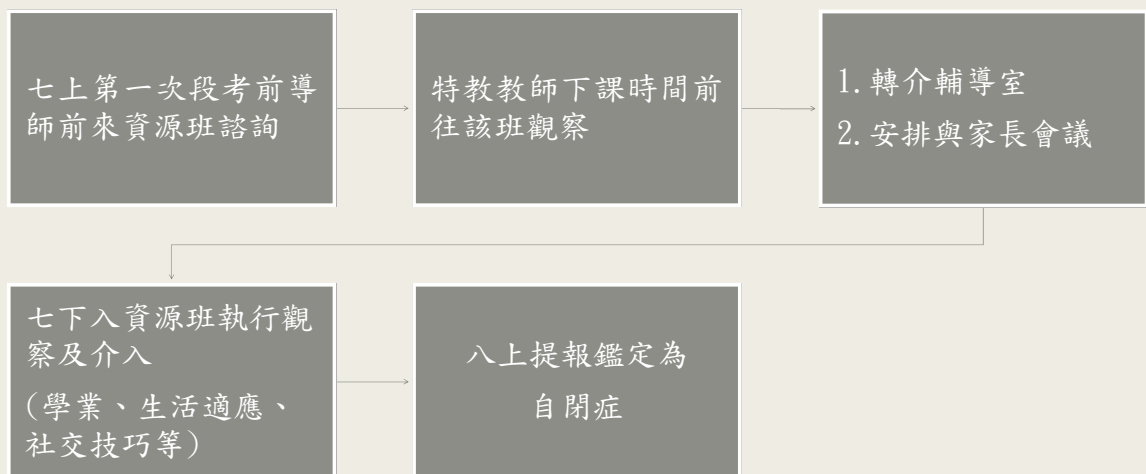 七上第一次段考前導
師前來資源班諮詢
特教教師下課時間前
往該班觀察
1. 轉介輔導室
2. 安排與家長會議
七下入資源班執行觀
察及介入
(學業、生活適應、
社交技巧等)
八上提報鑑定為
自閉症